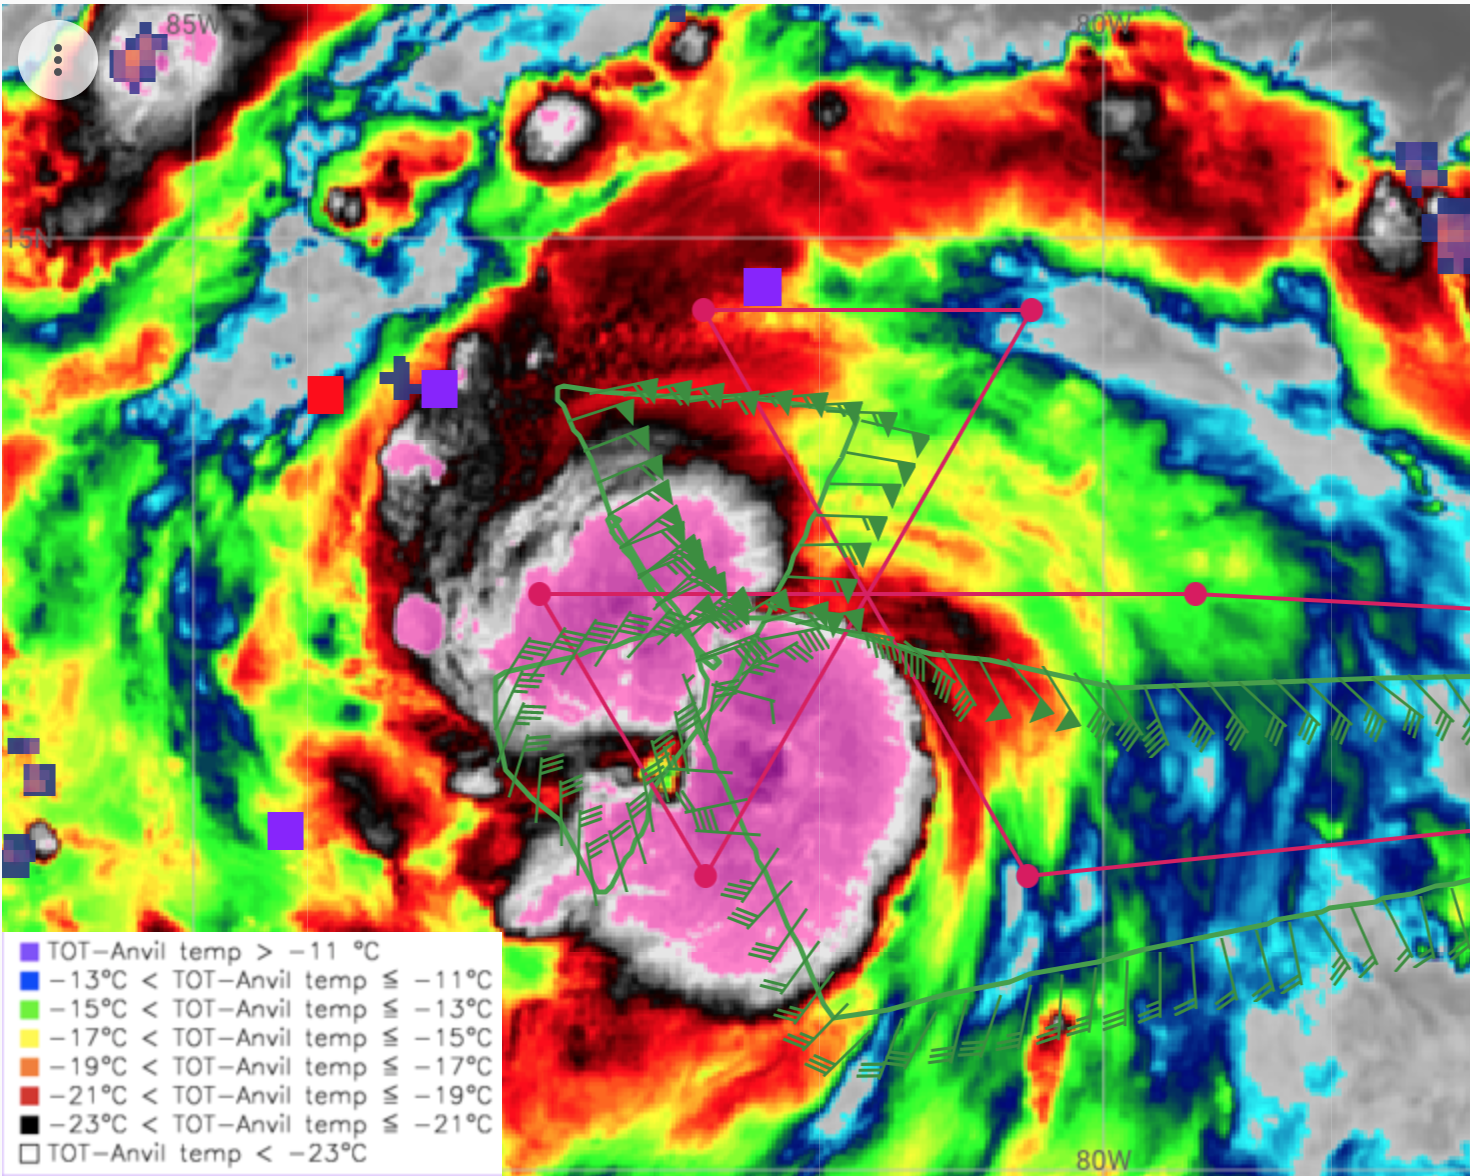 85W
80W
15N
TOT-Anvil temp > -11 °C
-13°C < TOT-Anvil temp ≤ -11°C
-15°C < TOT-Anvil temp ≤ -13°C
-17°C < TOT-Anvil temp ≤ -15°C
-19°C < TOT-Anvil temp ≤ -17°C
-21°C < TOT-Anvil temp ≤ -19°C
-23°C < TOT-Anvil temp ≤ -21°C
TOT-Anvil temp < -23°C
80W